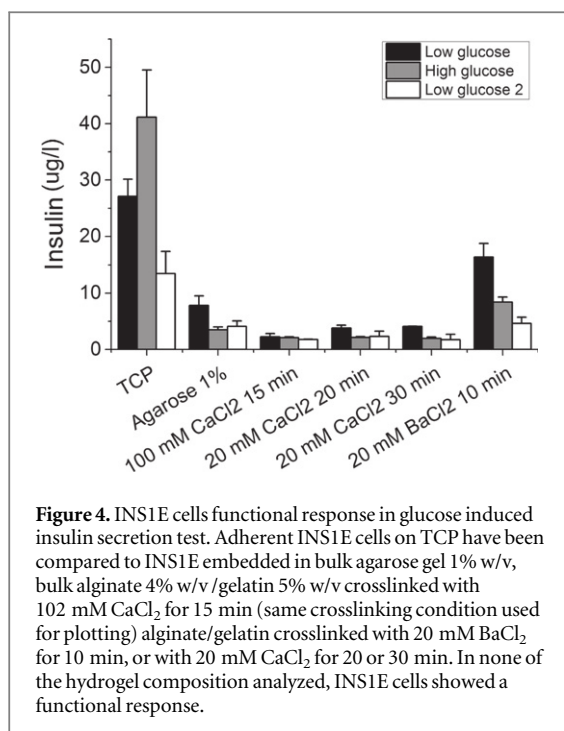 Low glucose
High glucose
Low glucose 2
50
40
30
20
10
0
Insulin (ug/l)
TCP
Agarose 1%
100 mM CaCl2 15 min
20 mM CaCl2 20 min
20 mM CaCl2 30 min
20 mM BaCl2 10 min
Figure 4. INS1E cells functional response in glucose induced
insulin secretion test. Adherent INS1E cells on TCP have been
compared to INS1E embedded in bulk agarose gel 1% w/v,
bulk alginate 4% w/v /gelatin 5% w/v crosslinked with
102 mM CaCl₂ for 15 min (same crosslinking condition used
for plotting) alginate/gelatin crosslinked with 20 mM BaCl₂
for 10 min, or with 20 mM CaCl₂ for 20 or 30 min. In none of
the hydrogel composition analyzed, INS1E cells showed a
functional response.